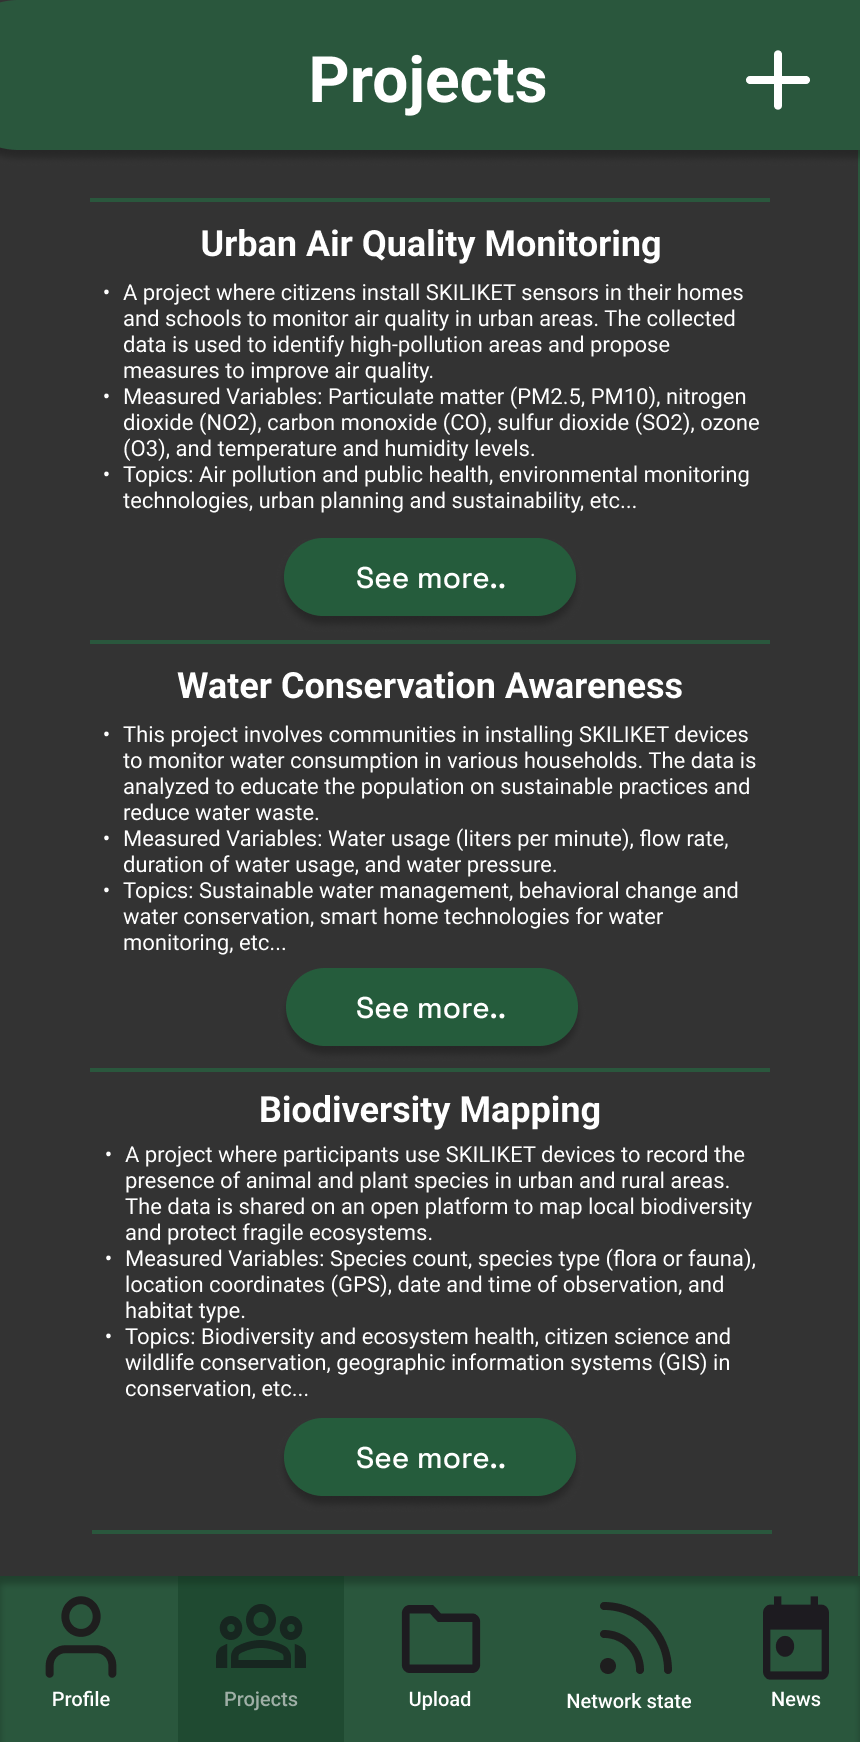 Projects
Urban Air Quality Monitoring
• A project where citizens install SKILIKET sensors in their homes
and schools to monitor air quality in urban areas. The collected
data is used to identify high-pollution areas and propose
measures to improve air quality.
• Measured Variables: Particulate matter (PM2.5, PM10), nitrogen
dioxide (NO2), carbon monoxide (CO), sulfur dioxide (SO2), ozone
(O3), and temperature and humidity levels.
• Topics: Air pollution and public health, environmental monitoring
technologies, urban planning and sustainability, etc...
See more..
Water Conservation Awareness
• This project involves communities in installing SKILIKET devices
to monitor water consumption in various households. The data is
analyzed to educate the population on sustainable practices and
reduce water waste.
• Measured Variables: Water usage (liters per minute), flow rate,
duration of water usage, and water pressure.
• Topics: Sustainable water management, behavioral change and
water conservation, smart home technologies for water
monitoring, etc...
See more..
Biodiversity Mapping
• A project where participants use SKILIKET devices to record the
presence of animal and plant species in urban and rural areas.
The data is shared on an open platform to map local biodiversity
and protect fragile ecosystems.
• Measured Variables: Species count, species type (flora or fauna),
location coordinates (GPS), date and time of observation, and
habitat type.
• Topics: Biodiversity and ecosystem health, citizen science and
wildlife conservation, geographic information systems (GIS) in
conservation, etc...
See more..
Profile
Projects
Upload
Network state
News